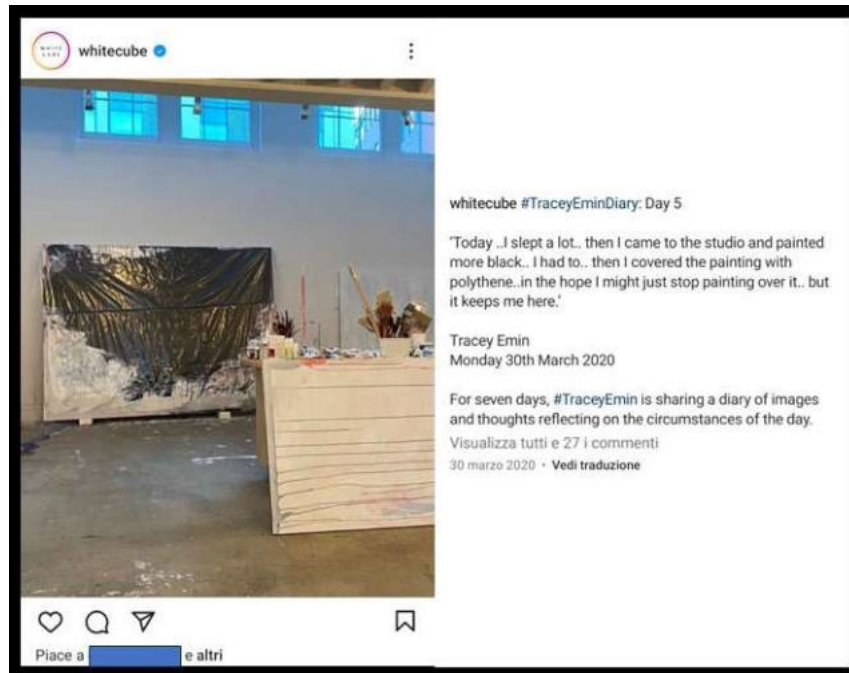 WHITE
CUBE
whitecube
whitecube #TraceyEminDiary: Day 5
'Today ..I slept a lot.. then I came to the studio and painted
more black.. I had to.. then I covered the painting with
polythene..in the hope I might just stop painting over it.. but
it keeps me here.'
Tracey Emin
Monday 30th March 2020
For seven days, #TraceyEmin is sharing a diary of images
and thoughts reflecting on the circumstances of the day.
Visualizza tutti e 27 i commenti
30 marzo 2020 • Vedi traduzione
Piace a e altri